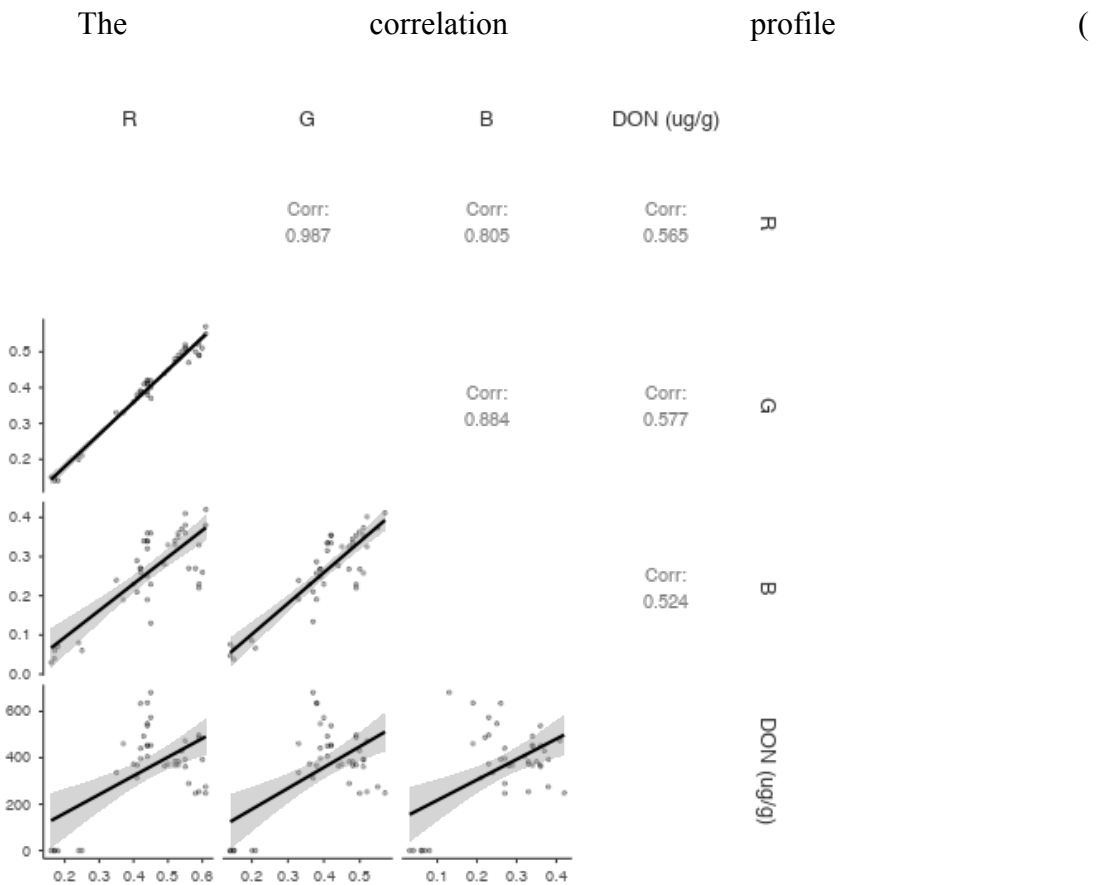 The correlation profile (
R G B DON (ug/g)
Corr: Corr: Corr:
0.987 0.805 0.565
R
0.5
0.4
0.3
0.2
Corr: Corr:
0.884 0.577
G
0.4
0.3
0.2
0.1
0.0
Corr:
0.524
B
600
400
200
0
DON (ug/g)
0.2 0.3 0.4 0.5 0.6 0.2 0.3 0.4 0.5 0.1 0.2 0.3 0.4